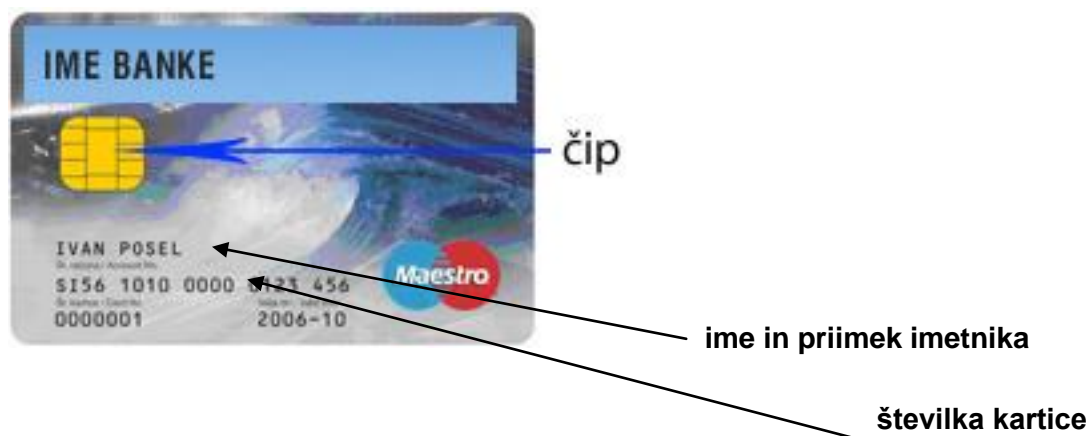 IME BANKE
čip
IVAN POSEL
SI56 1010 0000 0123 456
0000001 2006-10
Maestro
ime in priimek imetnika
številka kartice